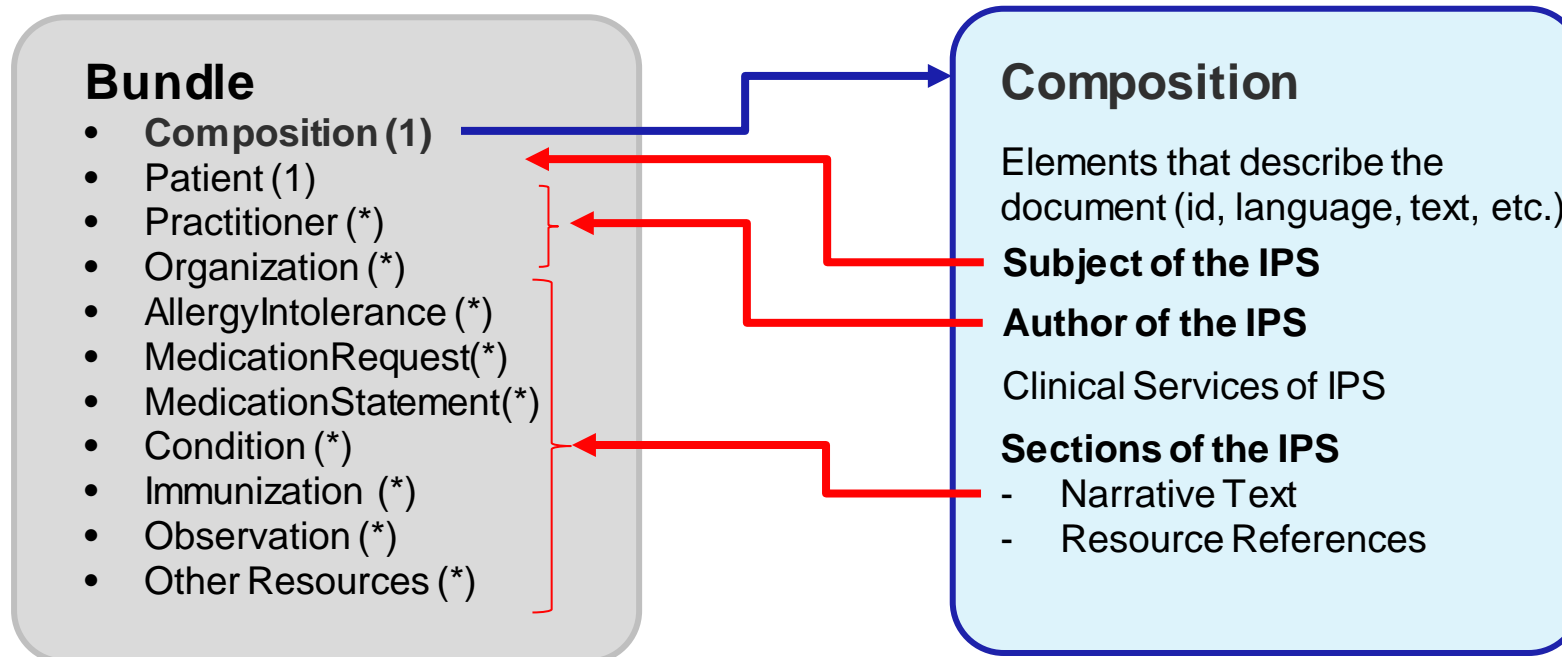 Bundle
• Composition (1)
• Patient (1)
• Practitioner (*)
• Organization (*)
• AllergyIntolerance (*)
• MedicationRequest(*)
• MedicationStatement(*)
• Condition (*)
• Immunization (*)
• Observation (*)
• Other Resources (*)
Composition
Elements that describe the
document (id, language, text, etc.)
Subject of the IPS
Author of the IPS
Clinical Services of IPS
Sections of the IPS
- Narrative Text
- Resource References